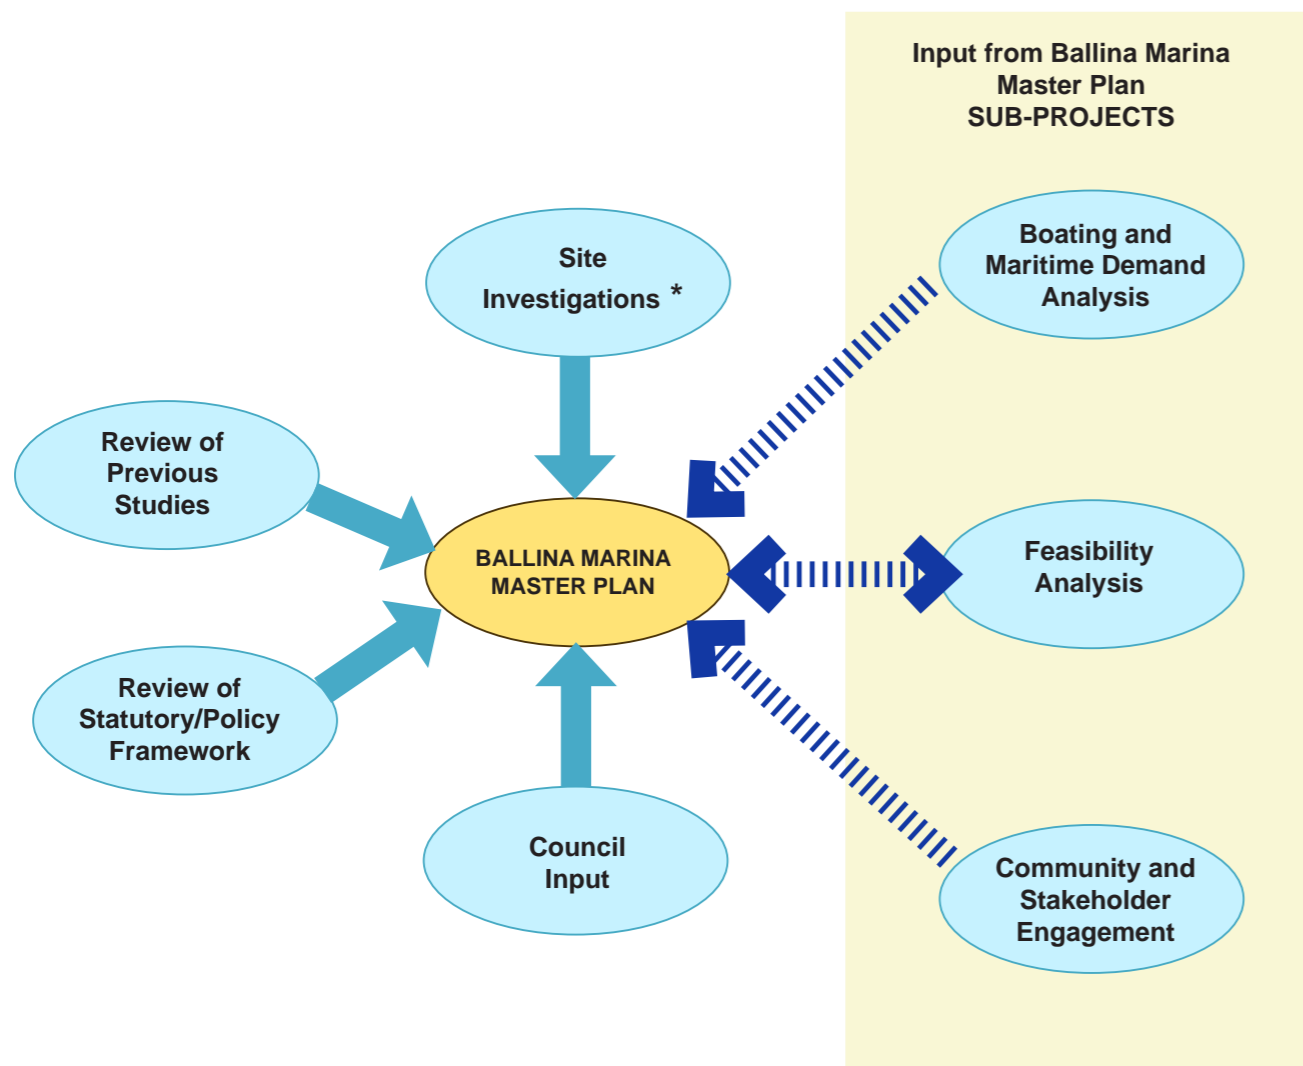 Input from Ballina Marina
Master Plan
SUB-PROJECTS
Boating and
Maritime Demand
Analysis
Site
Investigations *
Review of
Previous
Studies
BALLINA MARINA
MASTER PLAN
Feasibility
Analysis
Review of
Statutory/Policy
Framework
Council
Input
Community and
Stakeholder
Engagement